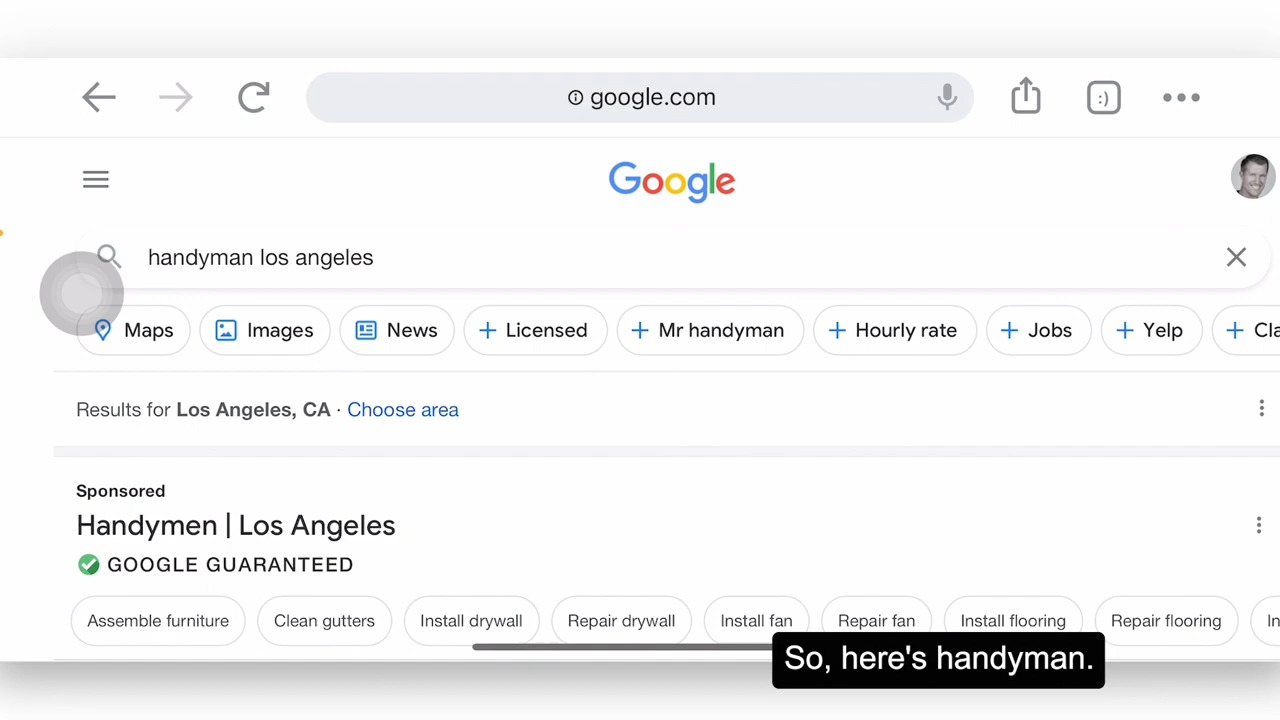 google.com
:)
Google
handyman los angeles
Maps Images News Licensed Mr handyman Hourly rate Jobs Yelp Cla
Results for Los Angeles, CA · Choose area
Sponsored
Handymen | Los Angeles
GOOGLE GUARANTEED
Assemble furniture Clean gutters Install drywall Repair drywall Install fan Repair fan Install flooring Repair flooring In
So, here's handyman.